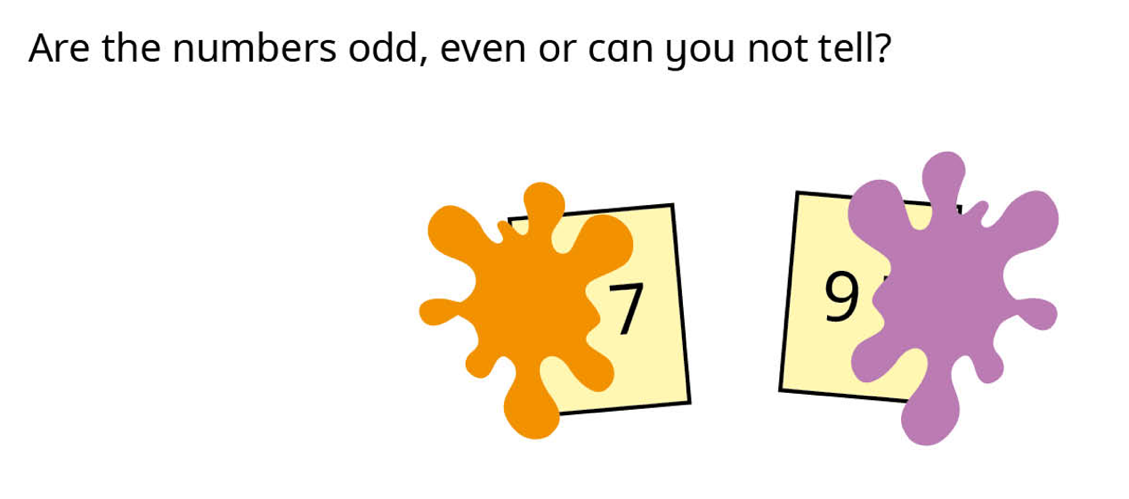 Are the numbers odd, even or can you not tell?
7 9